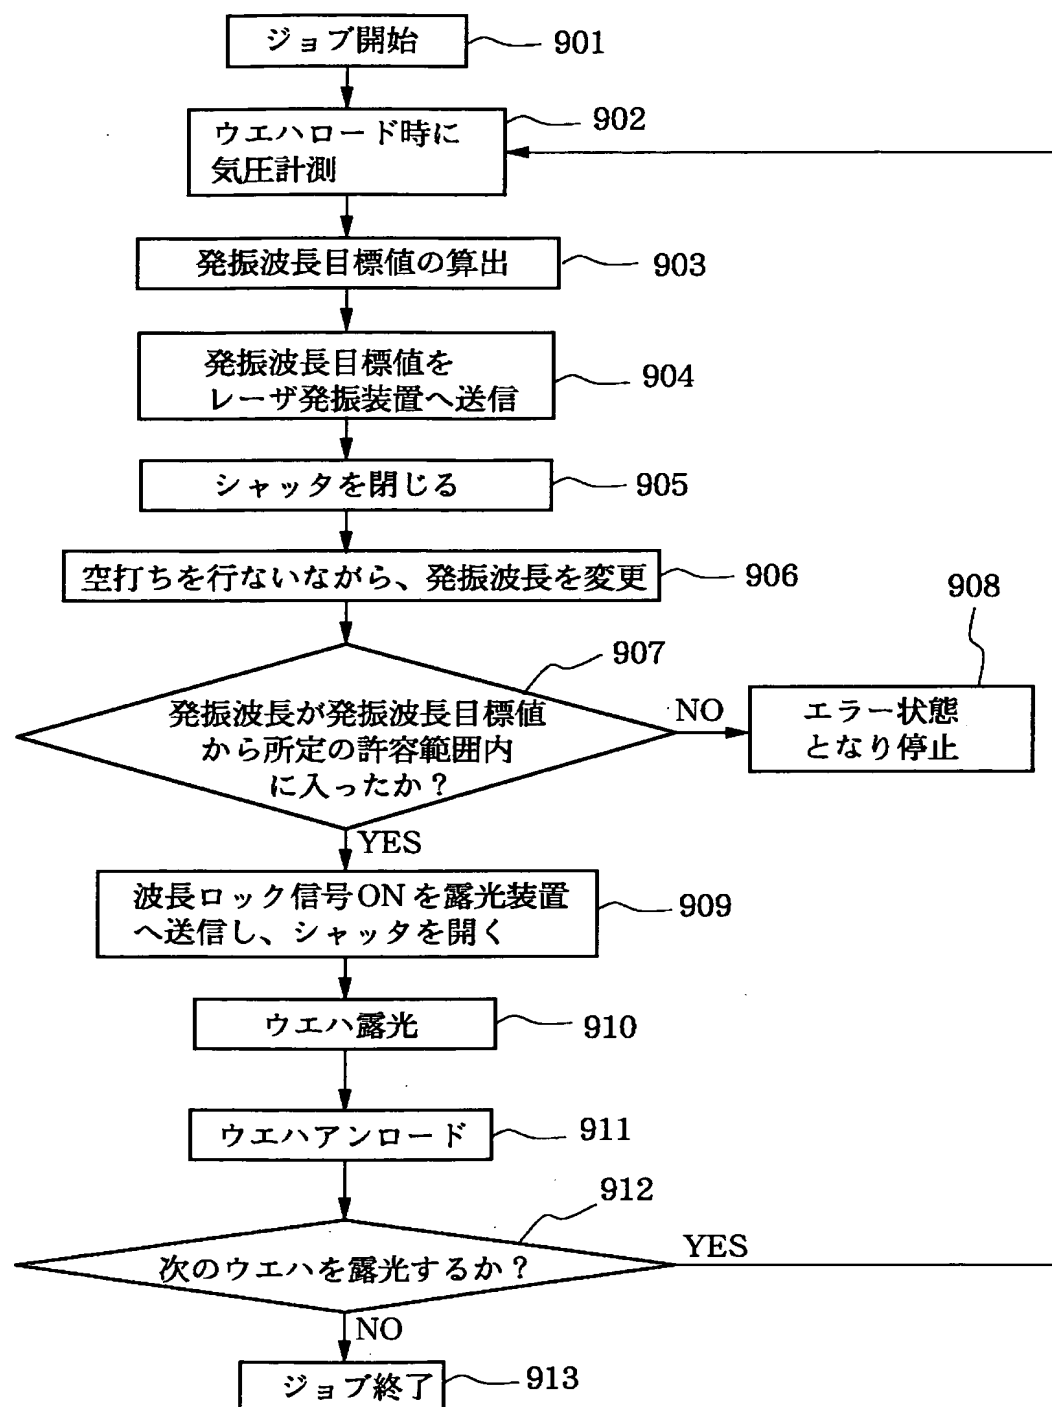 ジョブ開始
901
ウエハロード時に
気圧計測
902
発振波長目標値の算出
903
発振波長目標値を
レーザ発振装置へ送信
904
シャッタを閉じる
905
空打ちを行ないながら、発振波長を変更
906
907
発振波長が発振波長目標値
から所定の許容範囲内
に入ったか？
NO
908
エラー状態
となり停止
YES
波長ロック信号ONを露光装置
へ送信し、シャッタを開く
909
ウエハ露光
910
ウエハアンロード
911
912
次のウエハを露光するか？
YES
NO
ジョブ終了
913